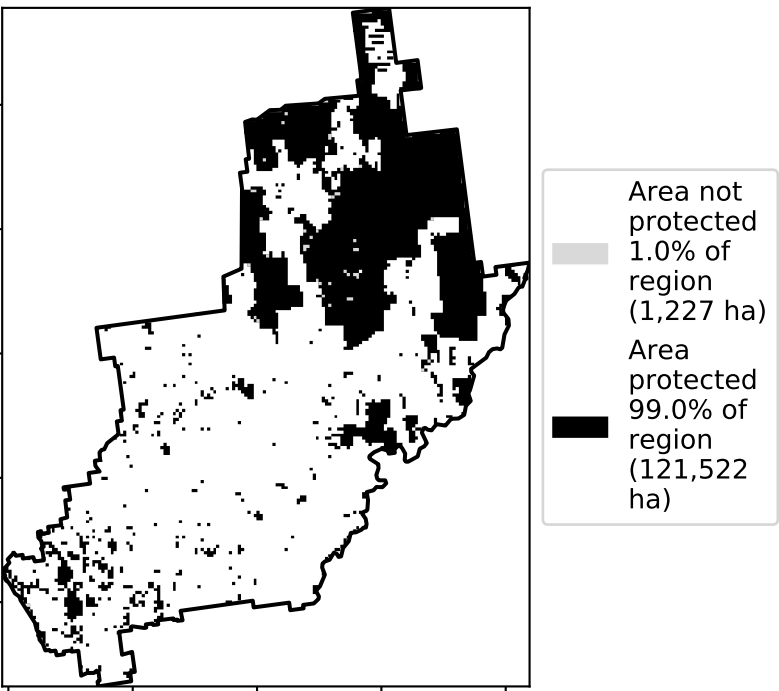 Area not
protected
1.0% of
region
(1,227 ha)
Area
protected
99.0% of
region
(121,522
ha)